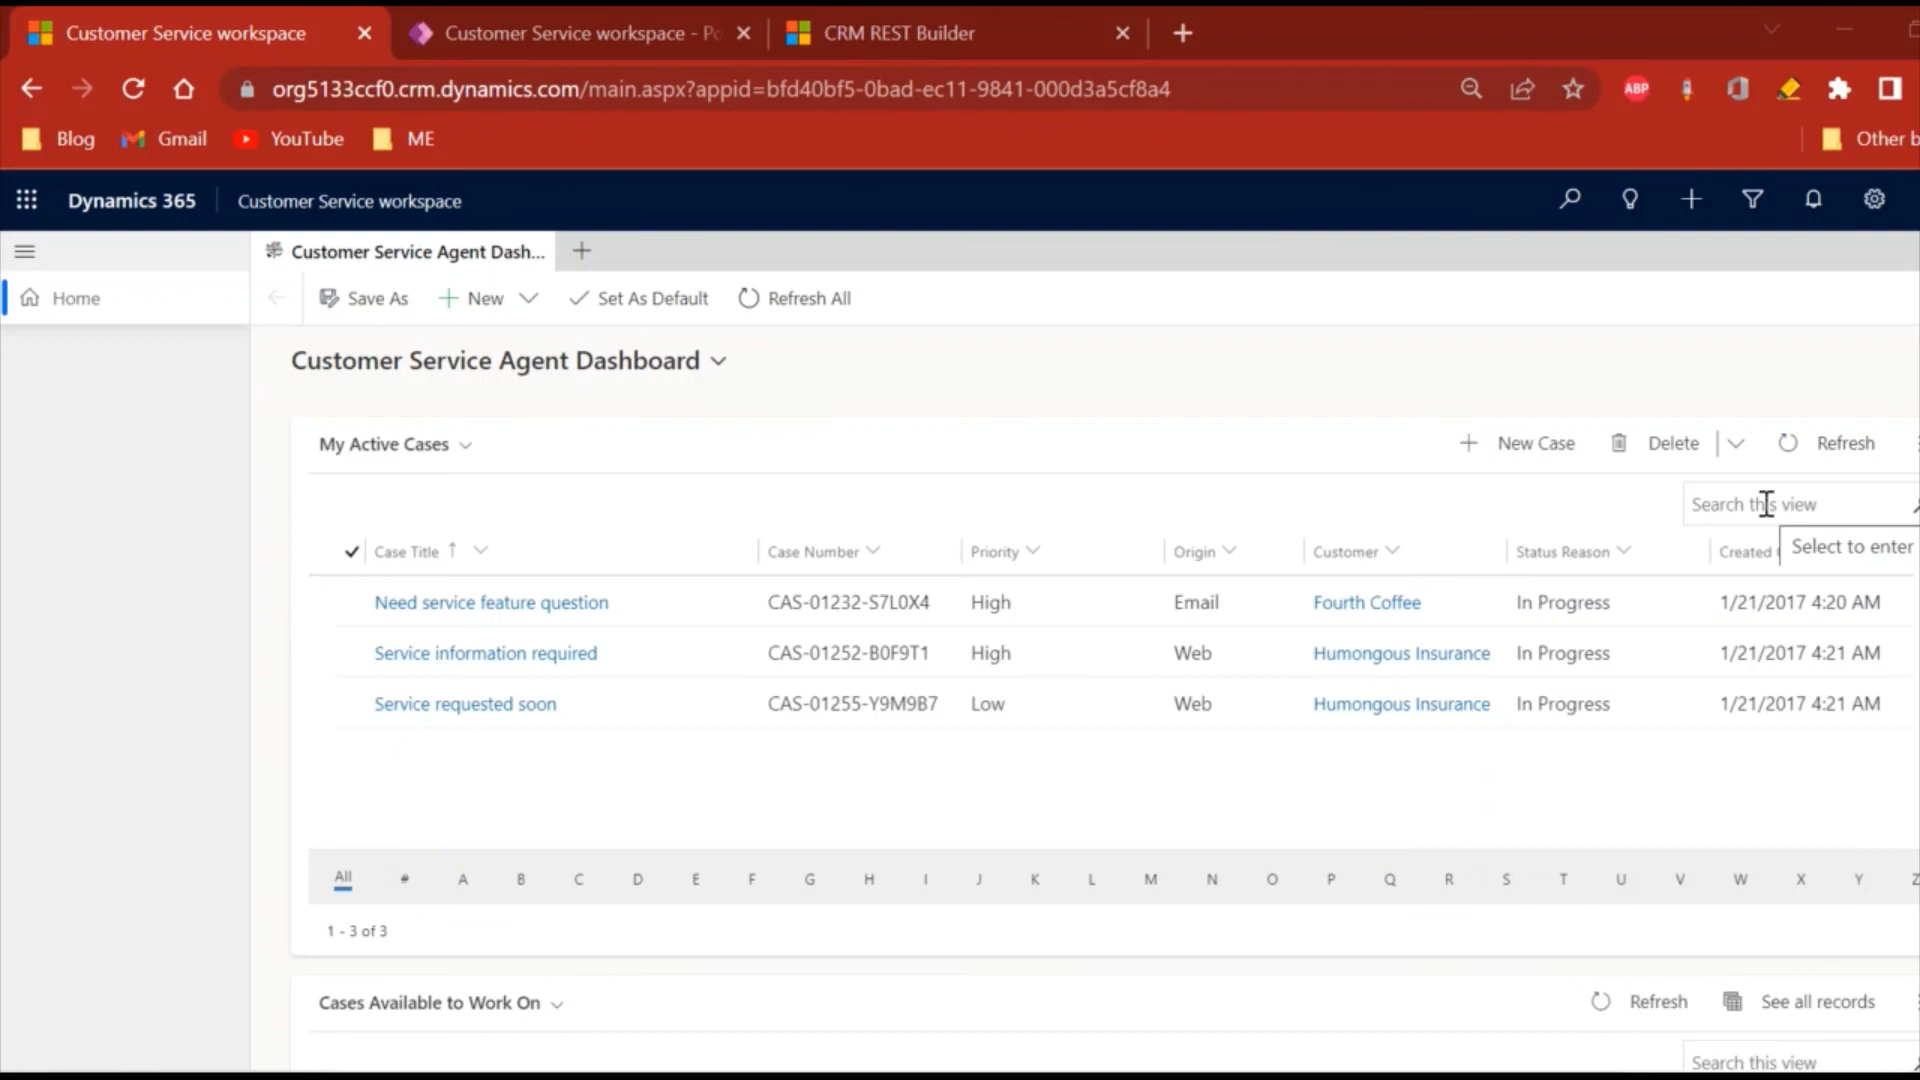 Customer Service workspace
Customer Service workspace - Po
CRM REST Builder
org5133ccf0.crm.dynamics.com/main.aspx?appid=bfd40bf5-0bad-ec11-9841-000d3a5cf8a4
ABP
Blog Gmail YouTube ME Other b
Dynamics 365 Customer Service workspace
Customer Service Agent Dash...
Home Save As New Set As Default Refresh All
Customer Service Agent Dashboard
My Active Cases New Case Delete Refresh
Search this view
Select to enter
Case Title Case Number Priority Origin Customer Status Reason Created
Need service feature question CAS-01232-S7L0X4 High Email Fourth Coffee In Progress 1/21/2017 4:20 AM
Service information required CAS-01252-B0F9T1 High Web Humongous Insurance In Progress 1/21/2017 4:21 AM
Service requested soon CAS-01255-Y9M9B7 Low Web Humongous Insurance In Progress 1/21/2017 4:21 AM
All # A B C D E F G H I J K L M N O P Q R S T U V W X Y Z
1 - 3 of 3
Cases Available to Work On Refresh See all records
Search this view